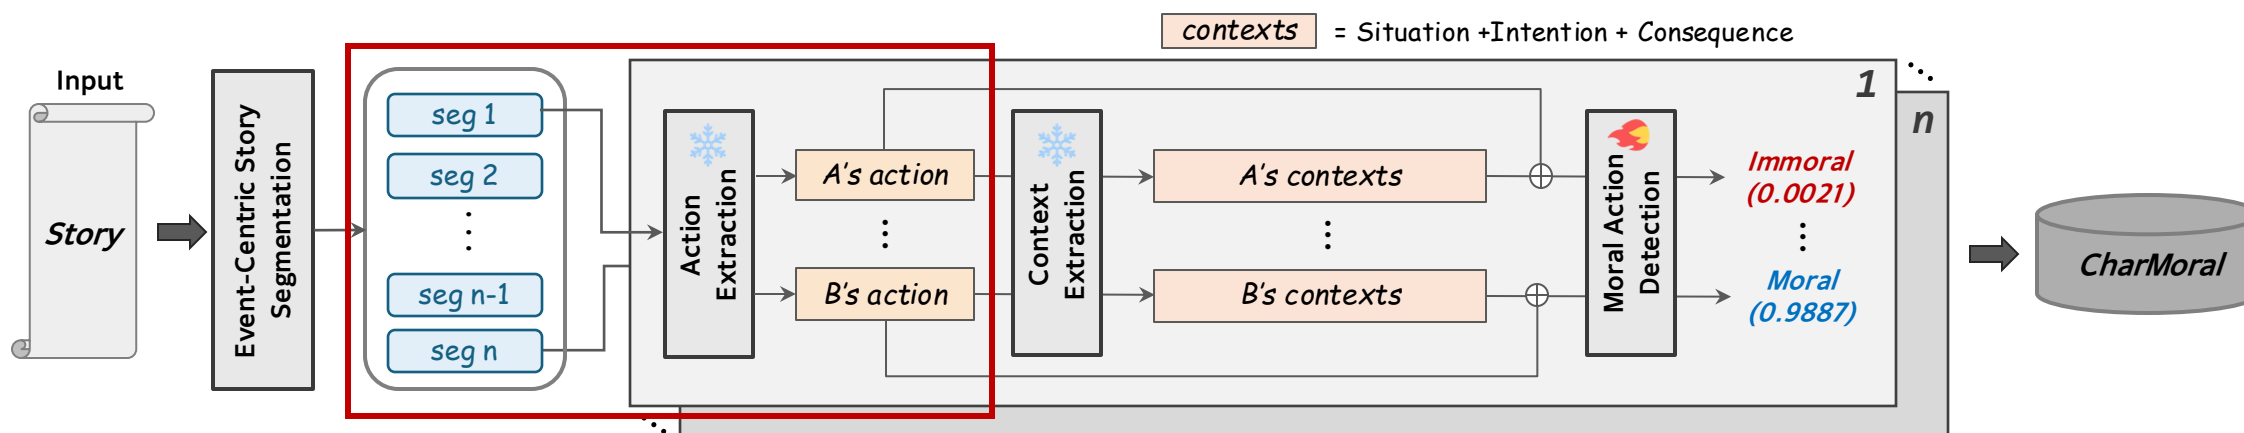 contexts = Situation +Intention + Consequence
Input
Story
Event-Centric Story
Segmentation
seg 1
seg 2
seg n-1
seg n
Action
Extraction
A's action
B's action
Context
Extraction
A's contexts
B's contexts
Moral Action
Detection
1
n
Immoral
(0.0021)
Moral
(0.9887)
CharMoral